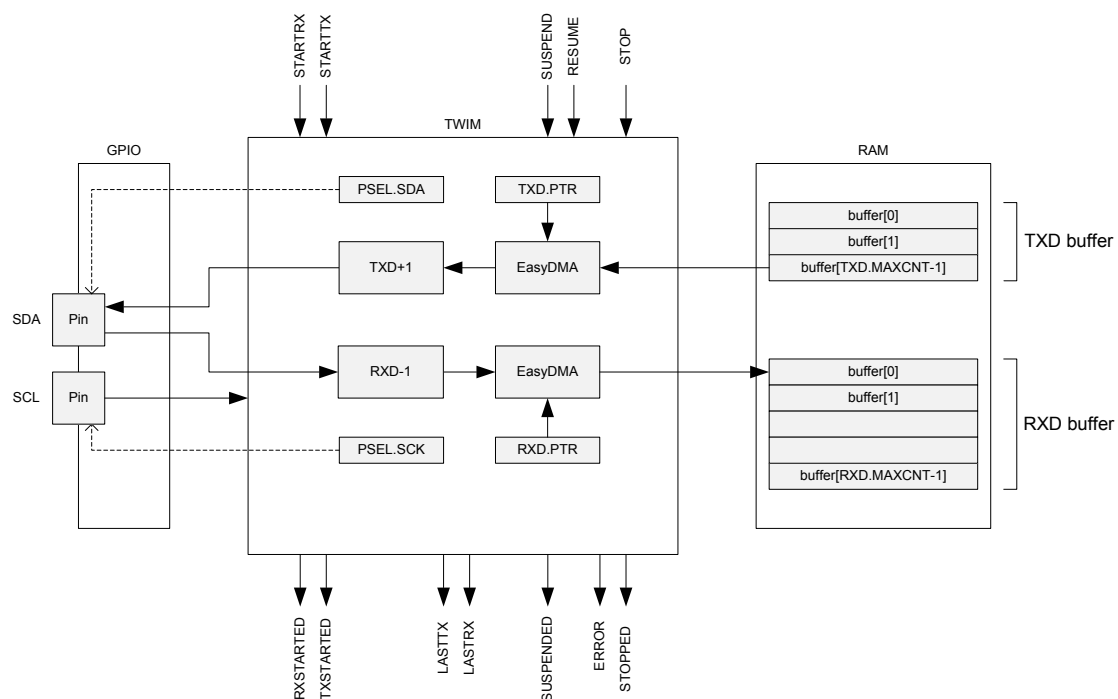 STARTRX
STARTTX
SUSPEND
RESUME
STOP
TWIM
GPIO
RAM
PSEL.SDA
TXD.PTR
buffer[0]
buffer[1]
buffer[TXD.MAXCNT-1]
TXD buffer
TXD+1
EasyDMA
SDA
Pin
RXD-1
EasyDMA
SCL
Pin
buffer[0]
buffer[1]
buffer[RXD.MAXCNT-1]
RXD buffer
PSEL.SCK
RXD.PTR
RXSTARTED
TXSTARTED
LASTTX
LASTRX
SUSPENDED
ERROR
STOPPED